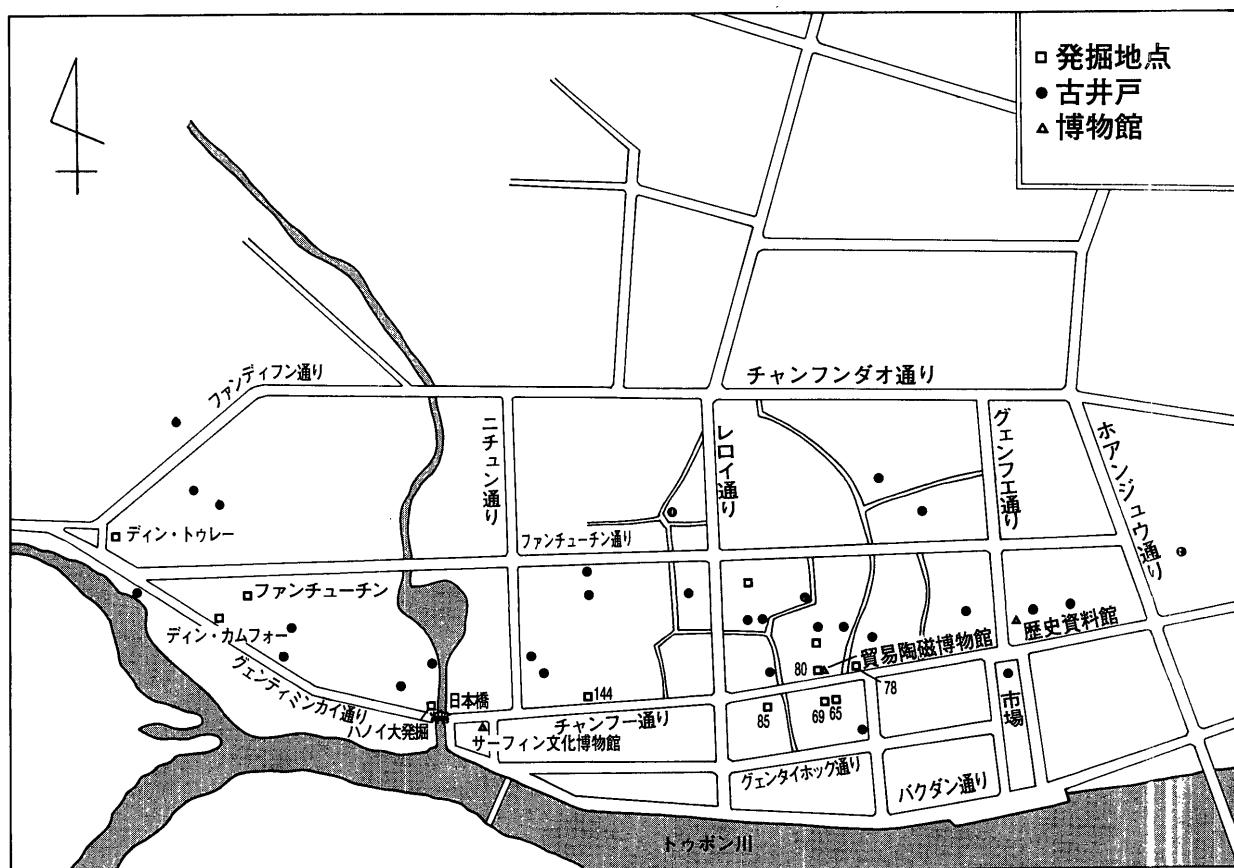 発掘地点
古井戸
博物館
ファンディフン通り
チャンフンダオ通り
ニチュン通り
レロイ通り
グェンフエ通り
ホアンジュウ通り
ディン・トゥレー
ファンチューチン通り
ファンチューチン
ディン・カムフォー
歴史資料館
貿易陶磁博物館
80
78
グェンティミンカイ通り
日本橋
144
ハノイ大発掘
チャンフー通り
85
69
65
市場
サーフィン文化博物館
グェンタイホック通り
バクダン通り
トゥボン川